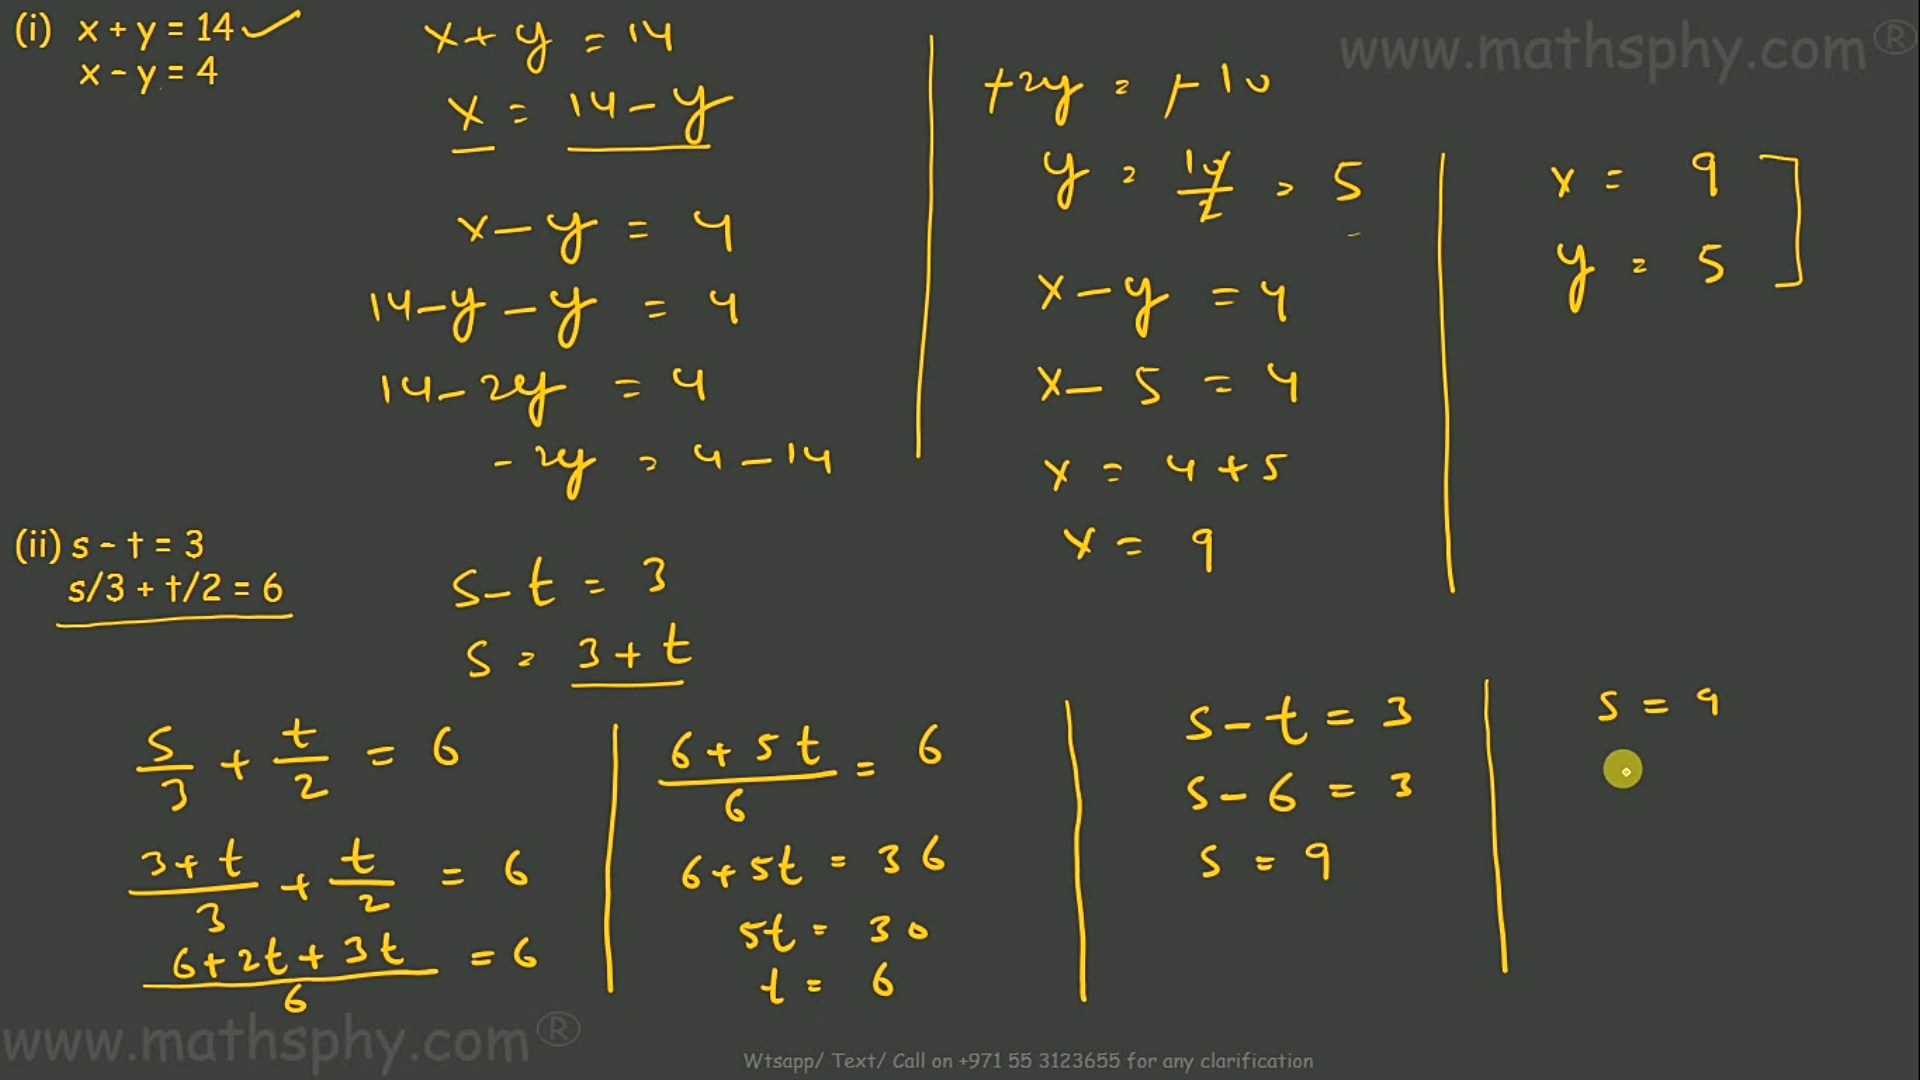 (i) x + y = 14
x - y = 4
x + y = 14
x = 14 - y
x - y = 4
14 - y - y = 4
14 - 2y = 4
- 2y = 4 - 14
+2y = +10
y = 10/2 = 5
x - y = 4
x - 5 = 4
x = 4 + 5
x = 9
x = 9
y = 5
www.mathsphy.com®
(ii) s - t = 3
s/3 + t/2 = 6
s - t = 3
s = 3 + t
s/3 + t/2 = 6
3+t/3 + t/2 = 6
6+2t+3t/6 = 6
6+5t/6 = 6
6+5t = 36
5t = 30
t = 6
s - t = 3
s - 6 = 3
s = 9
s = 9
www.mathsphy.com®
Wtsapp/ Text/ Call on +971 55 3123655 for any clarification